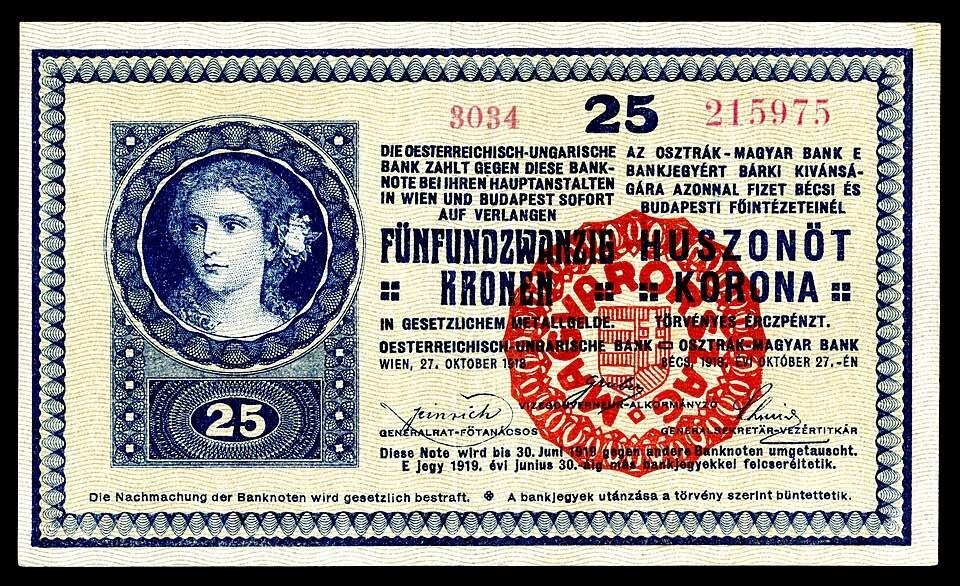 3034 25 215975
DIE OESTERREICHISCH-UNGARISCHE
BANK ZAHLT GEGEN DIESE BANK-
NOTE BEI IHREN HAUPTANSTALTEN
IN WIEN UND BUDAPEST SOFORT
AUF VERLANGEN
FÜNFUNDZWANZIG
KRONEN
IN GESETZLICHEM METALLGELDE.
OESTERREICHISCH-UNGARISCHE BANK
WIEN, 27. OKTOBER 1918
AZ OSZTRÁK-MAGYAR BANK E
BANKJEGYÉRT BÁRKI KIVÁNSÁ-
GÁRA AZONNAL FIZET BÉCSI ÉS
BUDAPESTI FŐINTÉZETEINÉL
HUSZONÖT
KORONA
TÖRVÉNYES ÉRCZPÉNZT.
OSZTRÁK-MAGYAR BANK
BÉCS, 1918. ÉVI OKTÓBER 27.-ÉN
MAGYARORSZÁG
VIZEGOUVERNEUR-ALKORMÁNYZÓ
GENERALRAT-FŐTANÁCSOS
GENERALSEKRETÄR-VEZÉRTITKÁR
Diese Note wird bis 30. Juni 1919 gegen andere Banknoten umgetauscht.
E jegy 1919. évi junius 30.-áig más bankjegyekkel felcseréltetik.
25
Die Nachmachung der Banknoten wird gesetzlich bestraft. A bankjegyek utánzása a törvény szerint büntettetik.